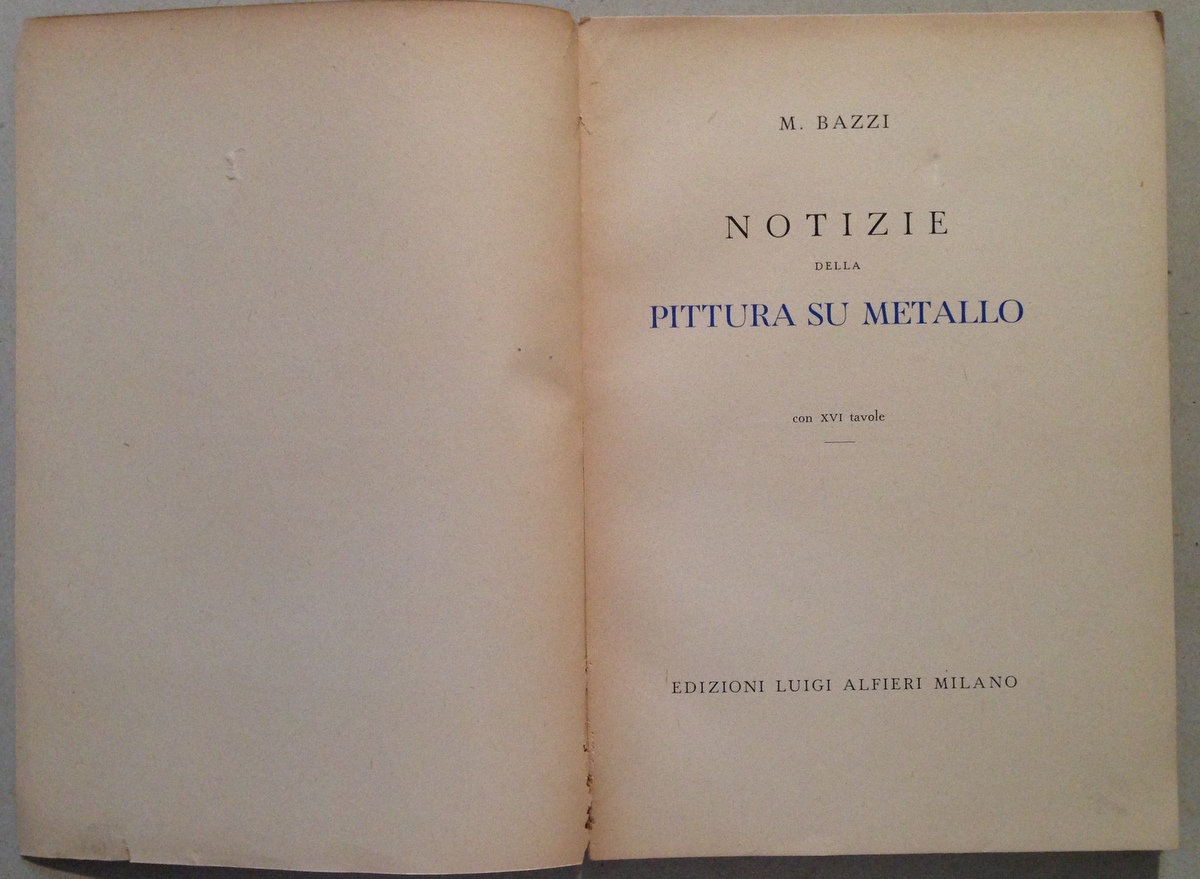 M. BAZZI
NOTIZIE
DELLA
PITTURA SU METALLO
con XVI tavole
EDIZIONI LUIGI ALFIERI MILANO